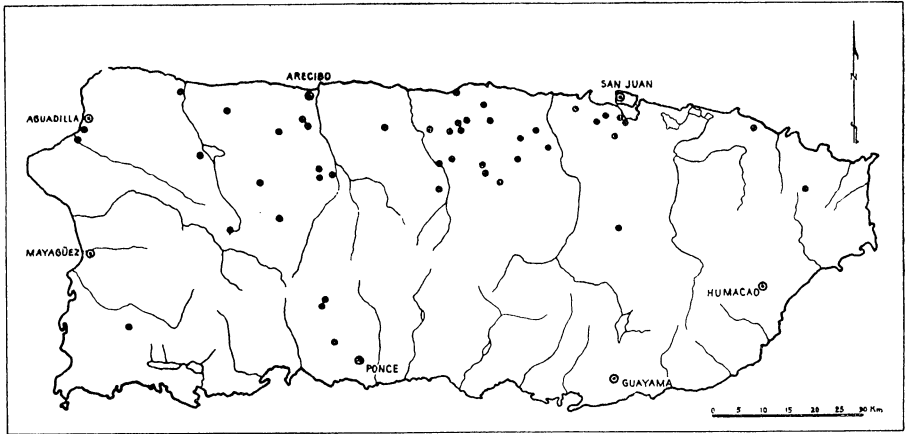 ARECIBO
SAN JUAN
N
AGUADILLA
MAYAGÜEZ
HUMACAO
PONCE
GUAYAMA
0 5 10 15 20 25 30 Km